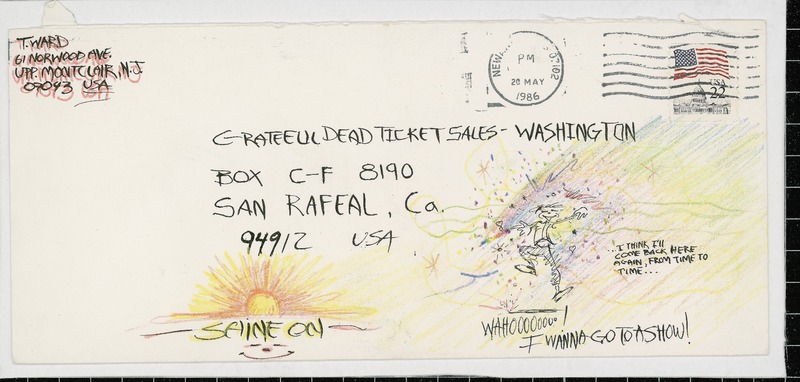 T. WARD
61 NORWOOD AVE.
UPP. MONTCLAIR, N.J.
07043 USA
PM
20 MAY
1986
USA
22
GRATEFUL DEAD TICKET SALES - WASHINGTON
BOX C-F 8190
SAN RAFEAL, Ca.
94912 USA
...I THINK I'LL
COME BACK HERE
AGAIN, FROM TIME TO
TIME...
SHINE ON
WAHOOOOOOO!
I WANNA GO TO A SHOW!